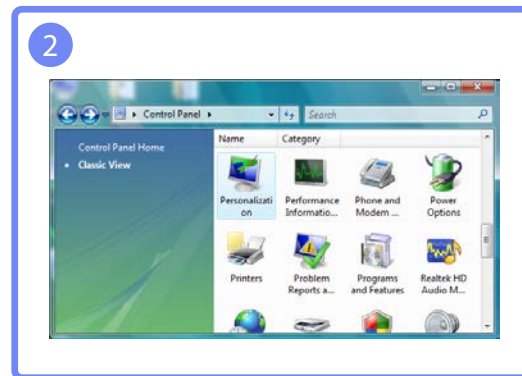 2
Control Panel
Search
Control Panel Home
Classic View
Name Category
Personalizati
on
Performance
Informatio...
Phone and
Modem ...
Power
Options
Printers
Problem
Reports a...
Programs
and Features
Realtek HD
Audio M...